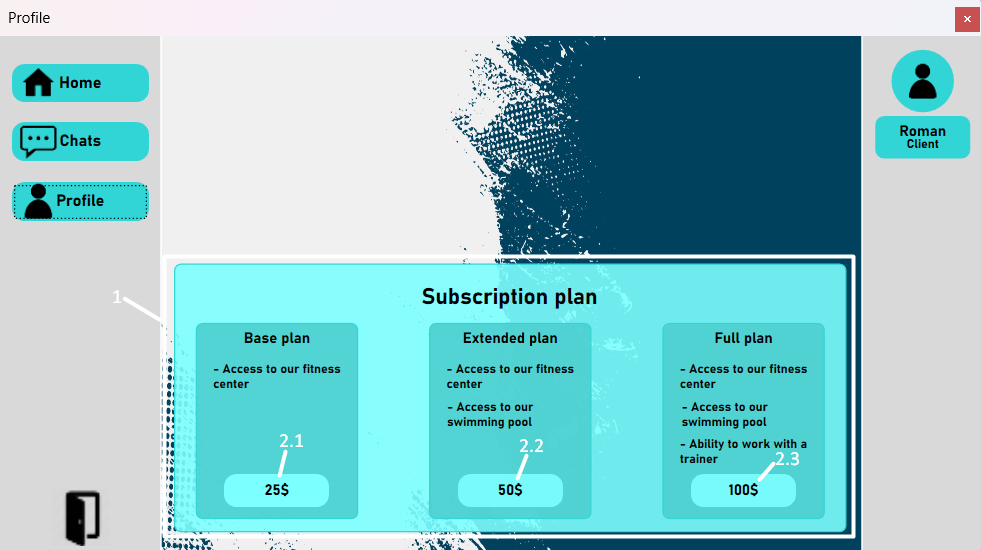 Profile
Home
Chats
Profile
Roman
Client
1
Subscription plan
Base plan
- Access to our fitness
center
2.1
25$
Extended plan
- Access to our fitness
center
- Access to our
swimming pool
2.2
50$
Full plan
- Access to our fitness
center
- Access to our
swimming pool
- Ability to work with a
trainer
2.3
100$